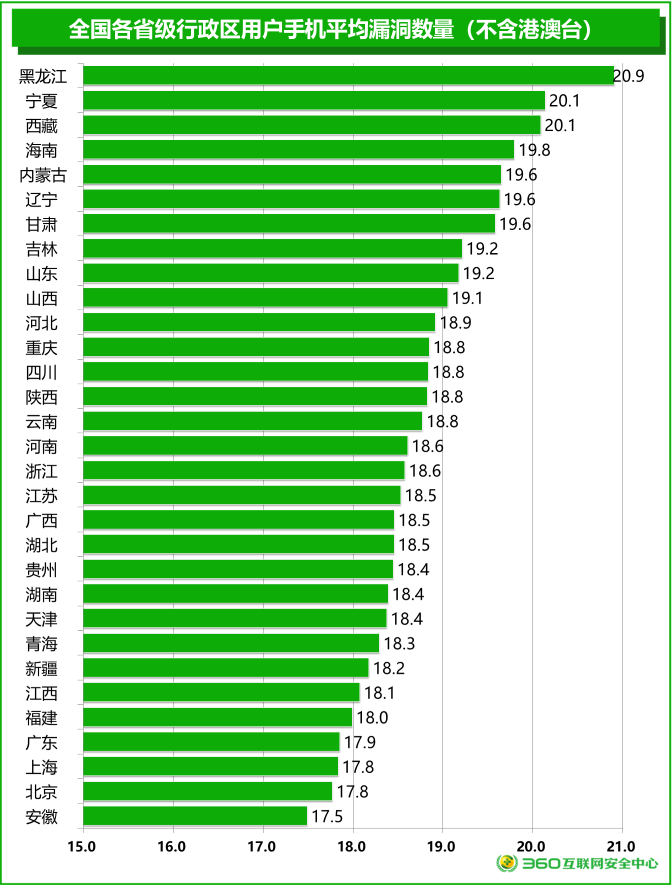 全国各省级行政区用户手机平均漏洞数量（不含港澳台）
黑龙江 20.9
宁夏 20.1
西藏 20.1
海南 19.8
内蒙古 19.6
辽宁 19.6
甘肃 19.6
吉林 19.2
山东 19.2
山西 19.1
河北 18.9
重庆 18.8
四川 18.8
陕西 18.8
云南 18.8
河南 18.6
浙江 18.6
江苏 18.5
广西 18.5
湖北 18.5
贵州 18.4
湖南 18.4
天津 18.4
青海 18.3
新疆 18.2
江西 18.1
福建 18.0
广东 17.9
上海 17.8
北京 17.8
安徽 17.5
15.0 16.0 17.0 18.0 19.0 20.0 21.0
360互联网安全中心